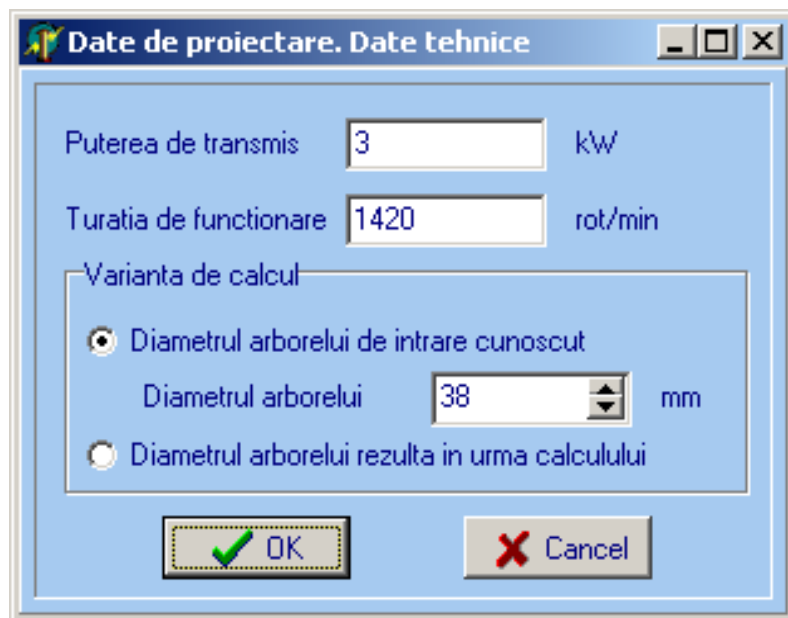 Date de proiectare. Date tehnice
Puterea de transmis 3 kW
Turatia de functionare 1420 rot/min
Varianta de calcul
Diametrul arborelui de intrare cunoscut
Diametrul arborelui 38 mm
Diametrul arborelui rezulta in urma calculului
OK Cancel